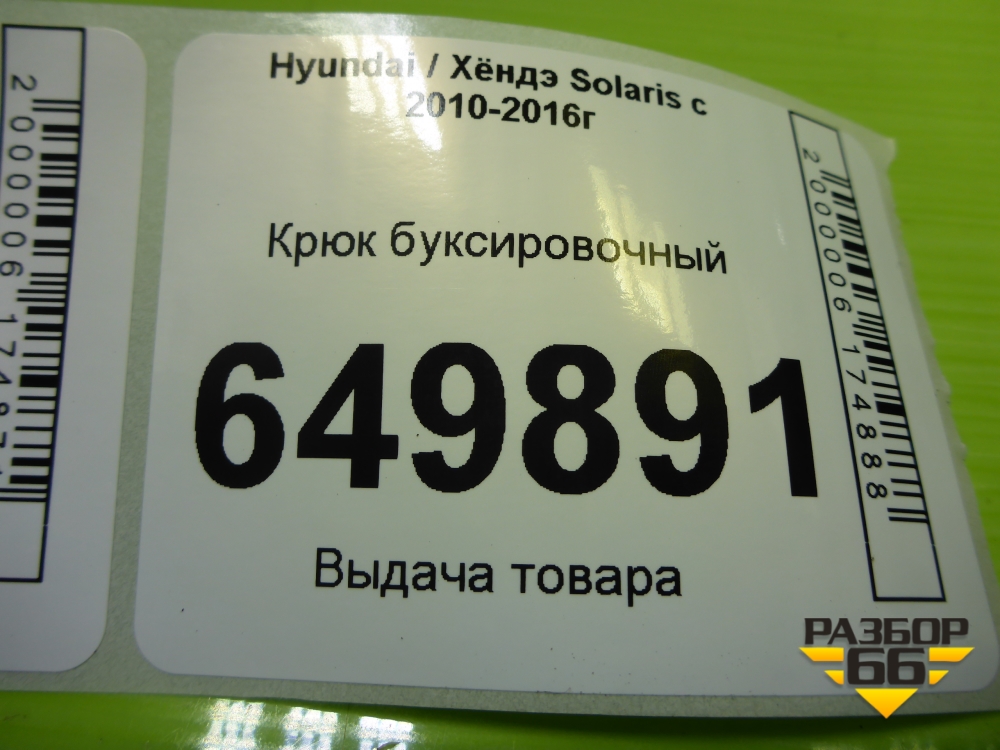 Hyundai / Хёндэ Solaris с
2010-2016г
Крюк буксировочный
649891
Выдача товара
2000006174888
РАЗБОР
66